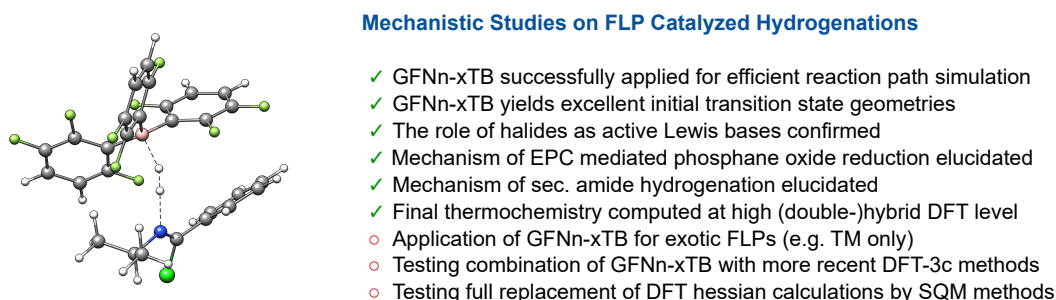 Mechanistic Studies on FLP Catalyzed Hydrogenations
✓ GFNn-xTB successfully applied for efficient reaction path simulation
✓ GFNn-xTB yields excellent initial transition state geometries
✓ The role of halides as active Lewis bases confirmed
✓ Mechanism of EPC mediated phosphane oxide reduction elucidated
✓ Mechanism of sec. amide hydrogenation elucidated
✓ Final thermochemistry computed at high (double-)hybrid DFT level
○ Application of GFNn-xTB for exotic FLPs (e.g. TM only)
○ Testing combination of GFNn-xTB with more recent DFT-3c methods
○ Testing full replacement of DFT hessian calculations by SQM methods